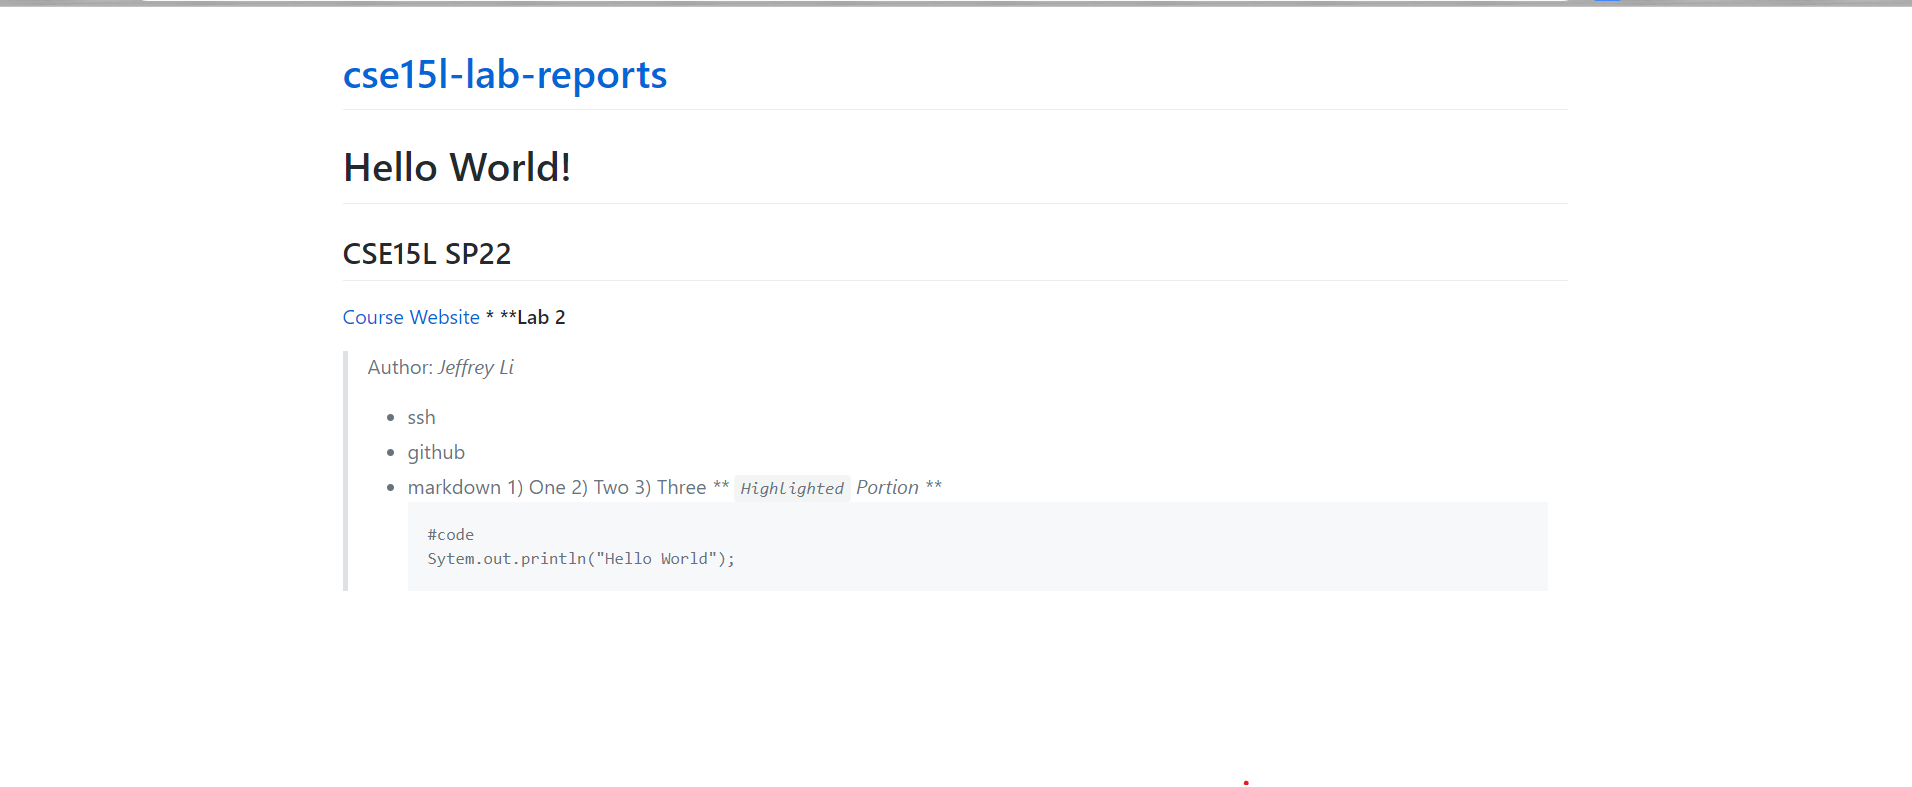 cse15l-lab-reports
Hello World!
CSE15L SP22
Course Website * **Lab 2
Author: Jeffrey Li
• ssh
• github
• markdown 1) One 2) Two 3) Three ** Highlighted Portion **
#code
Sytem.out.println("Hello World");